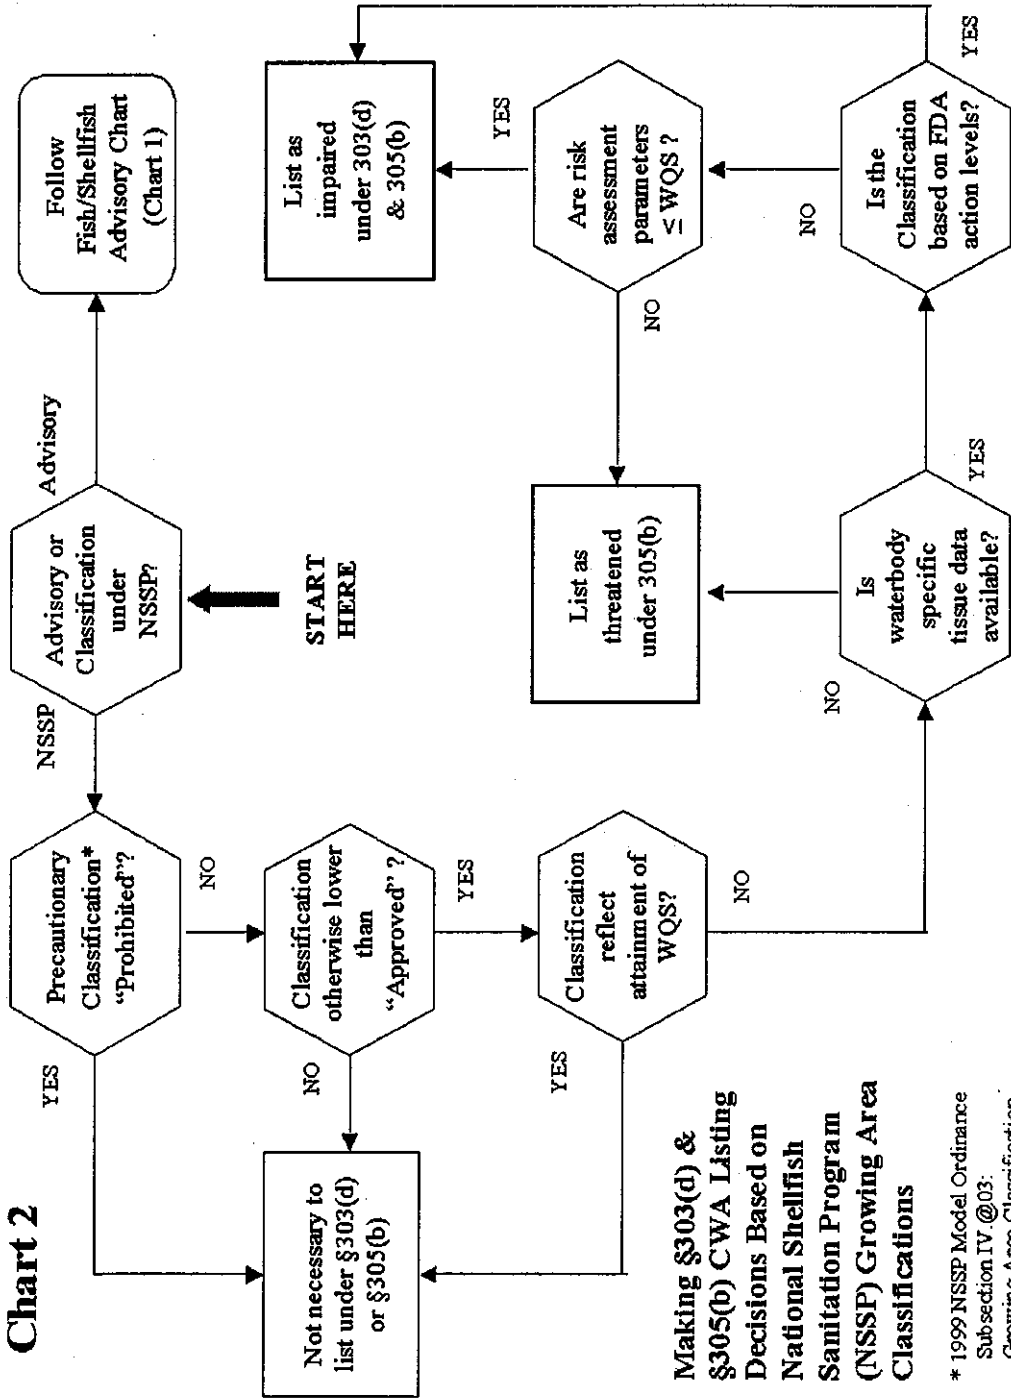 Chart 2
Advisory or
Classification
under
NSSP?
START
HERE
Advisory
Follow
Fish/Shellfish
Advisory Chart
(Chart 1)
NSSP
Precautionary
Classification*
“Prohibited”?
YES
NO
Not necessary to
list under §303(d)
or §305(b)
Classification
otherwise lower
than
“Approved” ?
NO
YES
Classification
reflect
attainment of
WQS?
YES
NO
Is
waterbody
specific
tissue data
available?
NO
YES
List as
threatened
under 305(b)
Is the
Classification
based on FDA
action levels?
NO
YES
Are risk
assessment
parameters
≤ WQS ?
NO
YES
List as
impaired
under 303(d)
& 305(b)
Making §303(d) &
§305(b) CWA Listing
Decisions Based on
National Shellfish
Sanitation Program
(NSSP) Growing Area
Classifications
* 1999 NSSP Model Ordinance
Subsection IV.@03:
Growing Area Classification